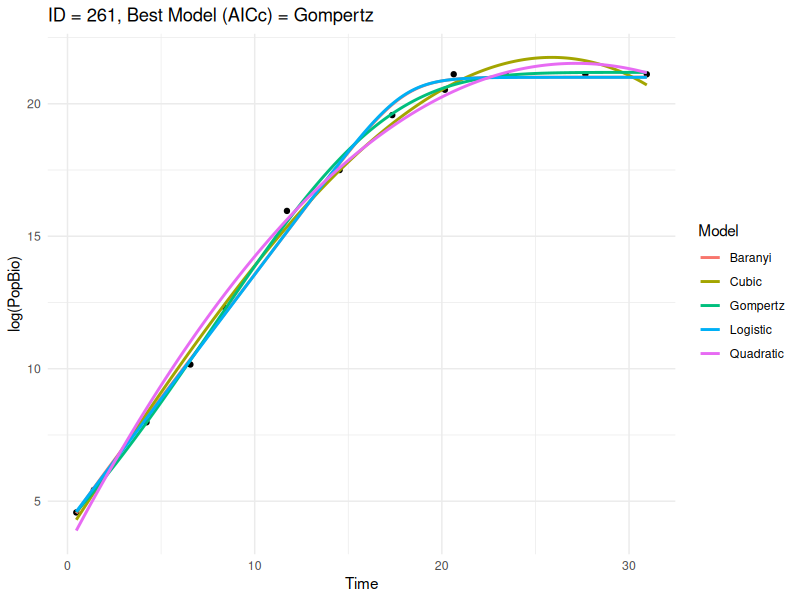 ID = 261, Best Model (AICc) = Gompertz
log(PopBio)
20
15
10
5
0
10
20
30
Time
Model
Baranyi
Cubic
Gompertz
Logistic
Quadratic